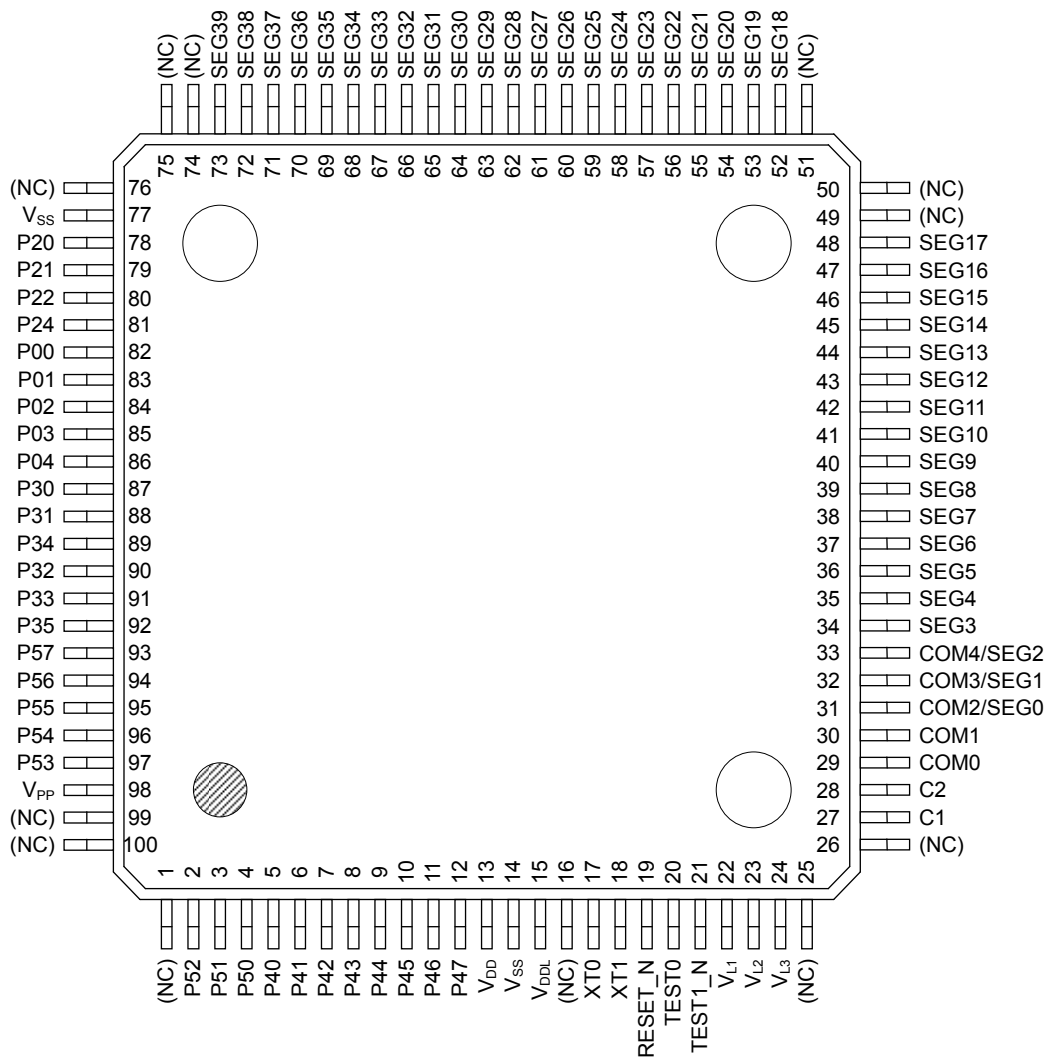 (NC)
(NC)
SEG39
SEG38
SEG37
SEG36
SEG35
SEG34
SEG33
SEG32
SEG31
SEG30
SEG29
SEG28
SEG27
SEG26
SEG25
SEG24
SEG23
SEG22
SEG21
SEG20
SEG19
SEG18
(NC)
75
74
73
72
71
70
69
68
67
66
65
64
63
62
61
60
59
58
57
56
55
54
53
52
51
(NC) 76
VSS 77
P20 78
P21 79
P22 80
P24 81
P00 82
P01 83
P02 84
P03 85
P04 86
P30 87
P31 88
P34 89
P32 90
P33 91
P35 92
P57 93
P56 94
P55 95
P54 96
P53 97
VPP 98
(NC) 99
(NC) 100
50 (NC)
49 (NC)
48 SEG17
47 SEG16
46 SEG15
45 SEG14
44 SEG13
43 SEG12
42 SEG11
41 SEG10
40 SEG9
39 SEG8
38 SEG7
37 SEG6
36 SEG5
35 SEG4
34 SEG3
33 COM4/SEG2
32 COM3/SEG1
31 COM2/SEG0
30 COM1
29 COM0
28 C2
27 C1
26 (NC)
1
2
3
4
5
6
7
8
9
10
11
12
13
14
15
16
17
18
19
20
21
22
23
24
25
(NC)
P52
P51
P50
P40
P41
P42
P43
P44
P45
P46
P47
VDD
VSS
VDDL
(NC)
XT0
XT1
RESET_N
TEST0
TEST1_N
VL1
VL2
VL3
(NC)